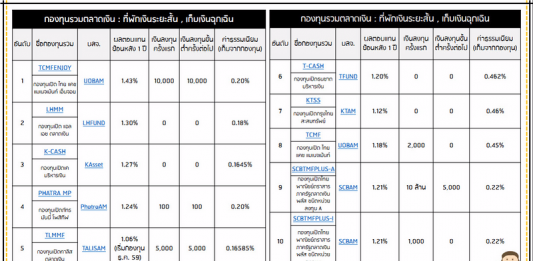 กองทุนรวมตลาดเงิน : ที่พักเงินระยะสั้น , เก็บเงินฉุกเฉิน
อันดับ ชื่อกองทุนรวม บลจ. ผลตอบแทนย้อนหลัง 1 ปี เงินลงทุนครั้งแรก เงินลงทุนขั้นต่ำครั้งต่อไป ค่าธรรมเนียม (เก็บจากกองทุน)
1 TCMFENJOY UOBAM 1.43% 10,000 10,000 0.20%
กองทุนเปิด ไทย แคช แมเนจเม้นท์ เอ็นจอย
2 LHMM LHFUND 1.30% 0 0 0.18%
กองทุนเปิด แอล เอช ตลาดเงิน
3 K-CASH KAsset 1.27% 0 0 0.1645%
กองทุนเปิดเค บริหารเงิน
4 PHATRA MP PhatraAM 1.24% 100 100 0.20%
กองทุนเปิดภัทร มันนี่ โพสิทีฟ
5 TLMMF TALISAM 1.06% (เริ่มกองทุน ธ.ค. 59) 5,000 5,000 0.16585%
กองทุนเปิดทาลิส ตลาดเงิน
กองทุนรวมตลาดเงิน : ที่พักเงินระยะสั้น , เก็บเงินฉุกเฉิน
อันดับ ชื่อกองทุนรวม บลจ. ผลตอบแทนย้อนหลัง 1 ปี เงินลงทุนครั้งแรก เงินลงทุนขั้นต่ำครั้งต่อไป ค่าธรรมเนียม (เก็บจากกองทุน)
6 T-CASH TFUND 1.20% 0 0 0.462%
กองทุนเปิดธนชาต บริหารเงิน
7 KTSS KTAM 1.12% 0 0 0.46%
กองทุนเปิดกรุงไทย สะสมทรัพย์
8 TCMF UOBAM 1.18% 2,000 0 0.45%
กองทุนเปิด ไทย แคช แมเนจเม้นท์
9 SCBTMFPLUS-A SCBAM 1.21% 10 ล้าน 5,000 0.22%
กองทุนเปิดไทยพาณิชย์ตราสารภาครัฐตลาดเงิน พลัส ชนิดหน่วยลงทุน A
10 SCBTMFPLUS-I SCBAM 1.21% 1,000 0 0.22%
กองทุนเปิดไทยพาณิชย์ตราสารภาครัฐตลาดเงิน พลัส ชนิดหน่วย